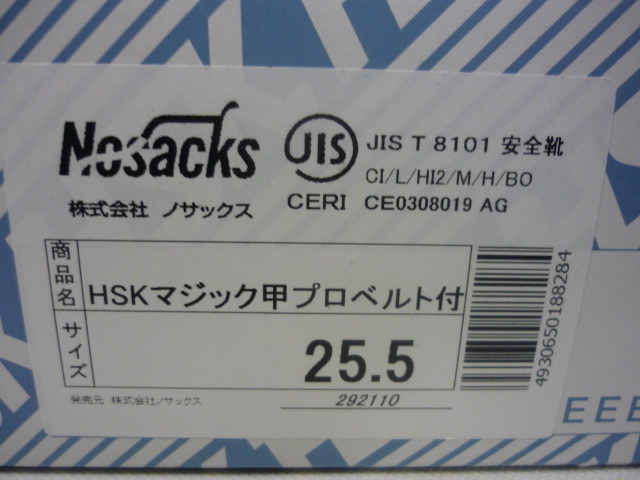 Nosacks
株式会社 ノサックス
JIS
CERI
JIS T 8101 安全靴
CI/L/HI2/M/H/BO
CE0308019 AG
商品名
HSKマジック甲プロベルト付
サイズ
25.5
発売元 株式会社ノサックス
292110
4930650188284
EEE